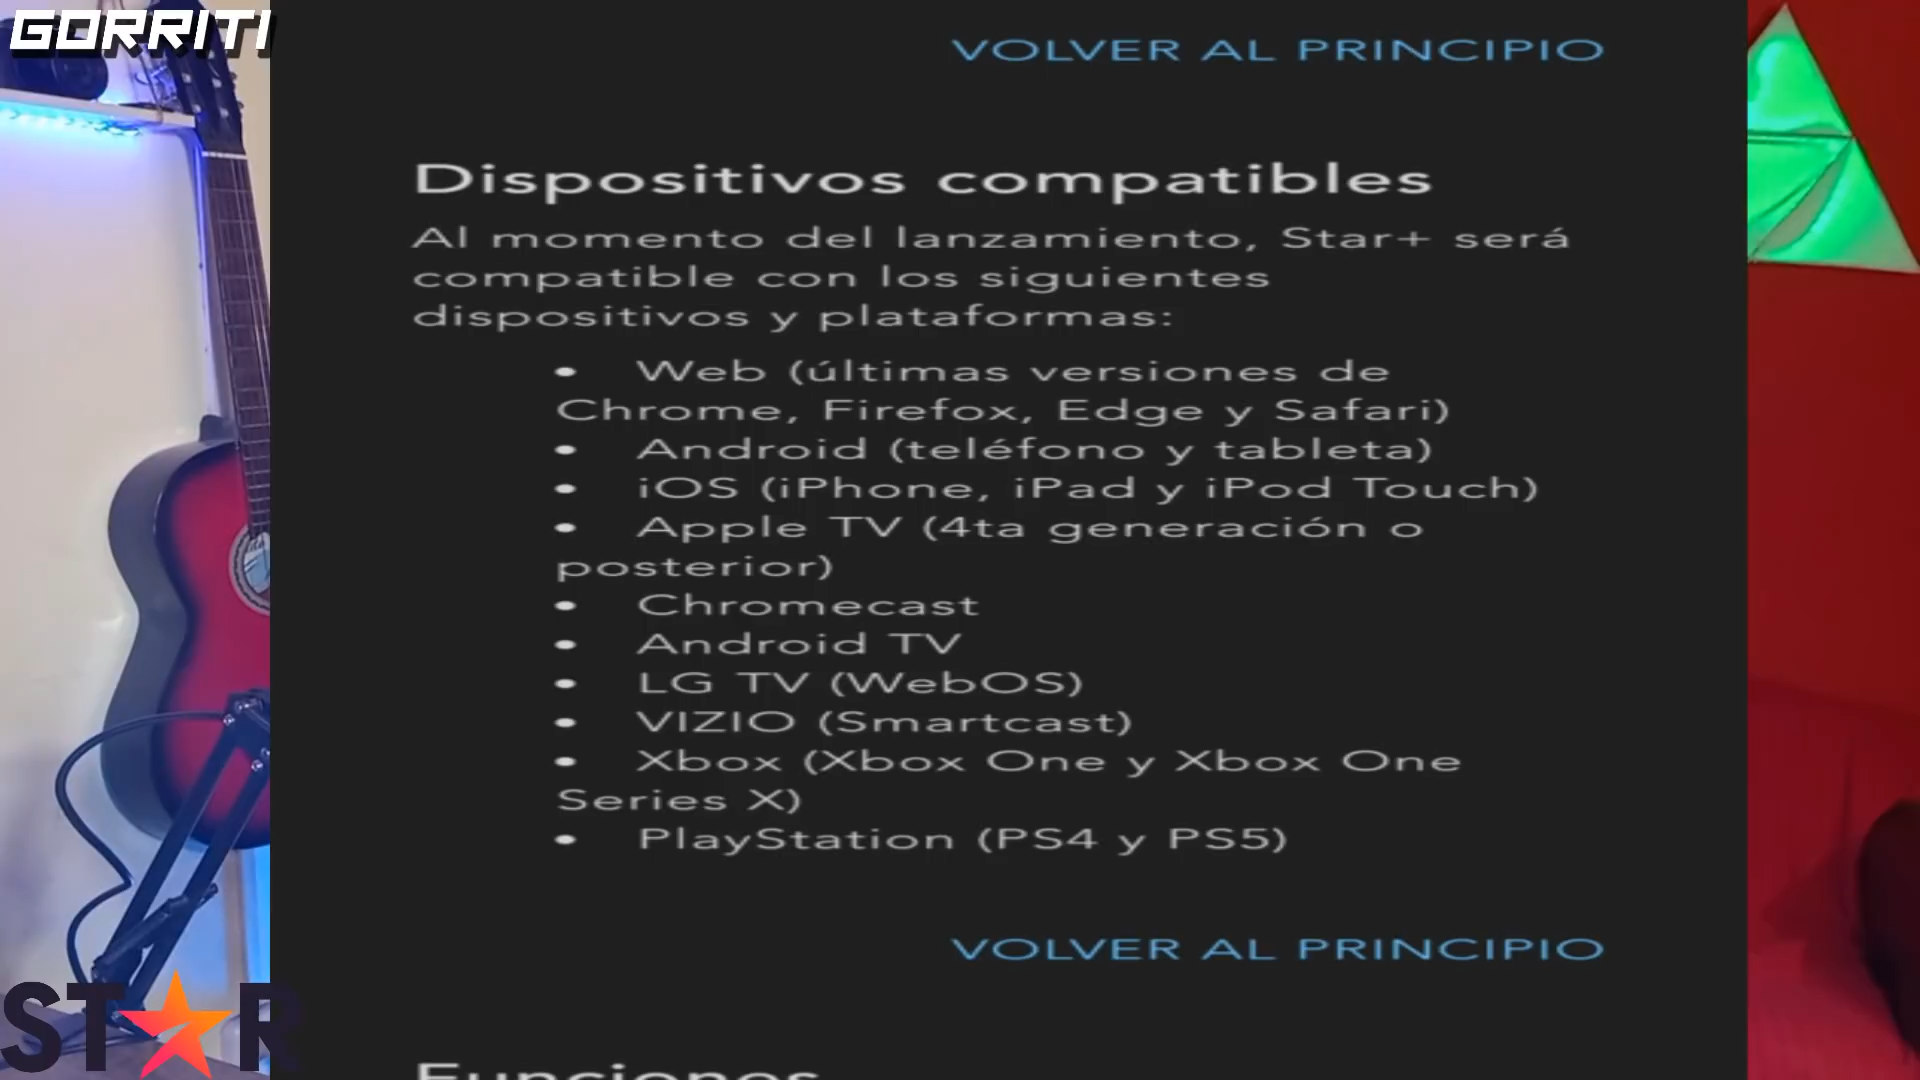 GORRITI
VOLVER AL PRINCIPIO
Dispositivos compatibles
Al momento del lanzamiento, Star+ será
compatible con los siguientes
dispositivos y plataformas:
• Web (últimas versiones de
Chrome, Firefox, Edge y Safari)
• Android (teléfono y tableta)
• iOS (iPhone, iPad y iPod Touch)
• Apple TV (4ta generación o
posterior)
• Chromecast
• Android TV
• LG TV (WebOS)
• VIZIO (Smartcast)
• Xbox (Xbox One y Xbox One
Series X)
• PlayStation (PS4 y PS5)
VOLVER AL PRINCIPIO
STAR
Funciones